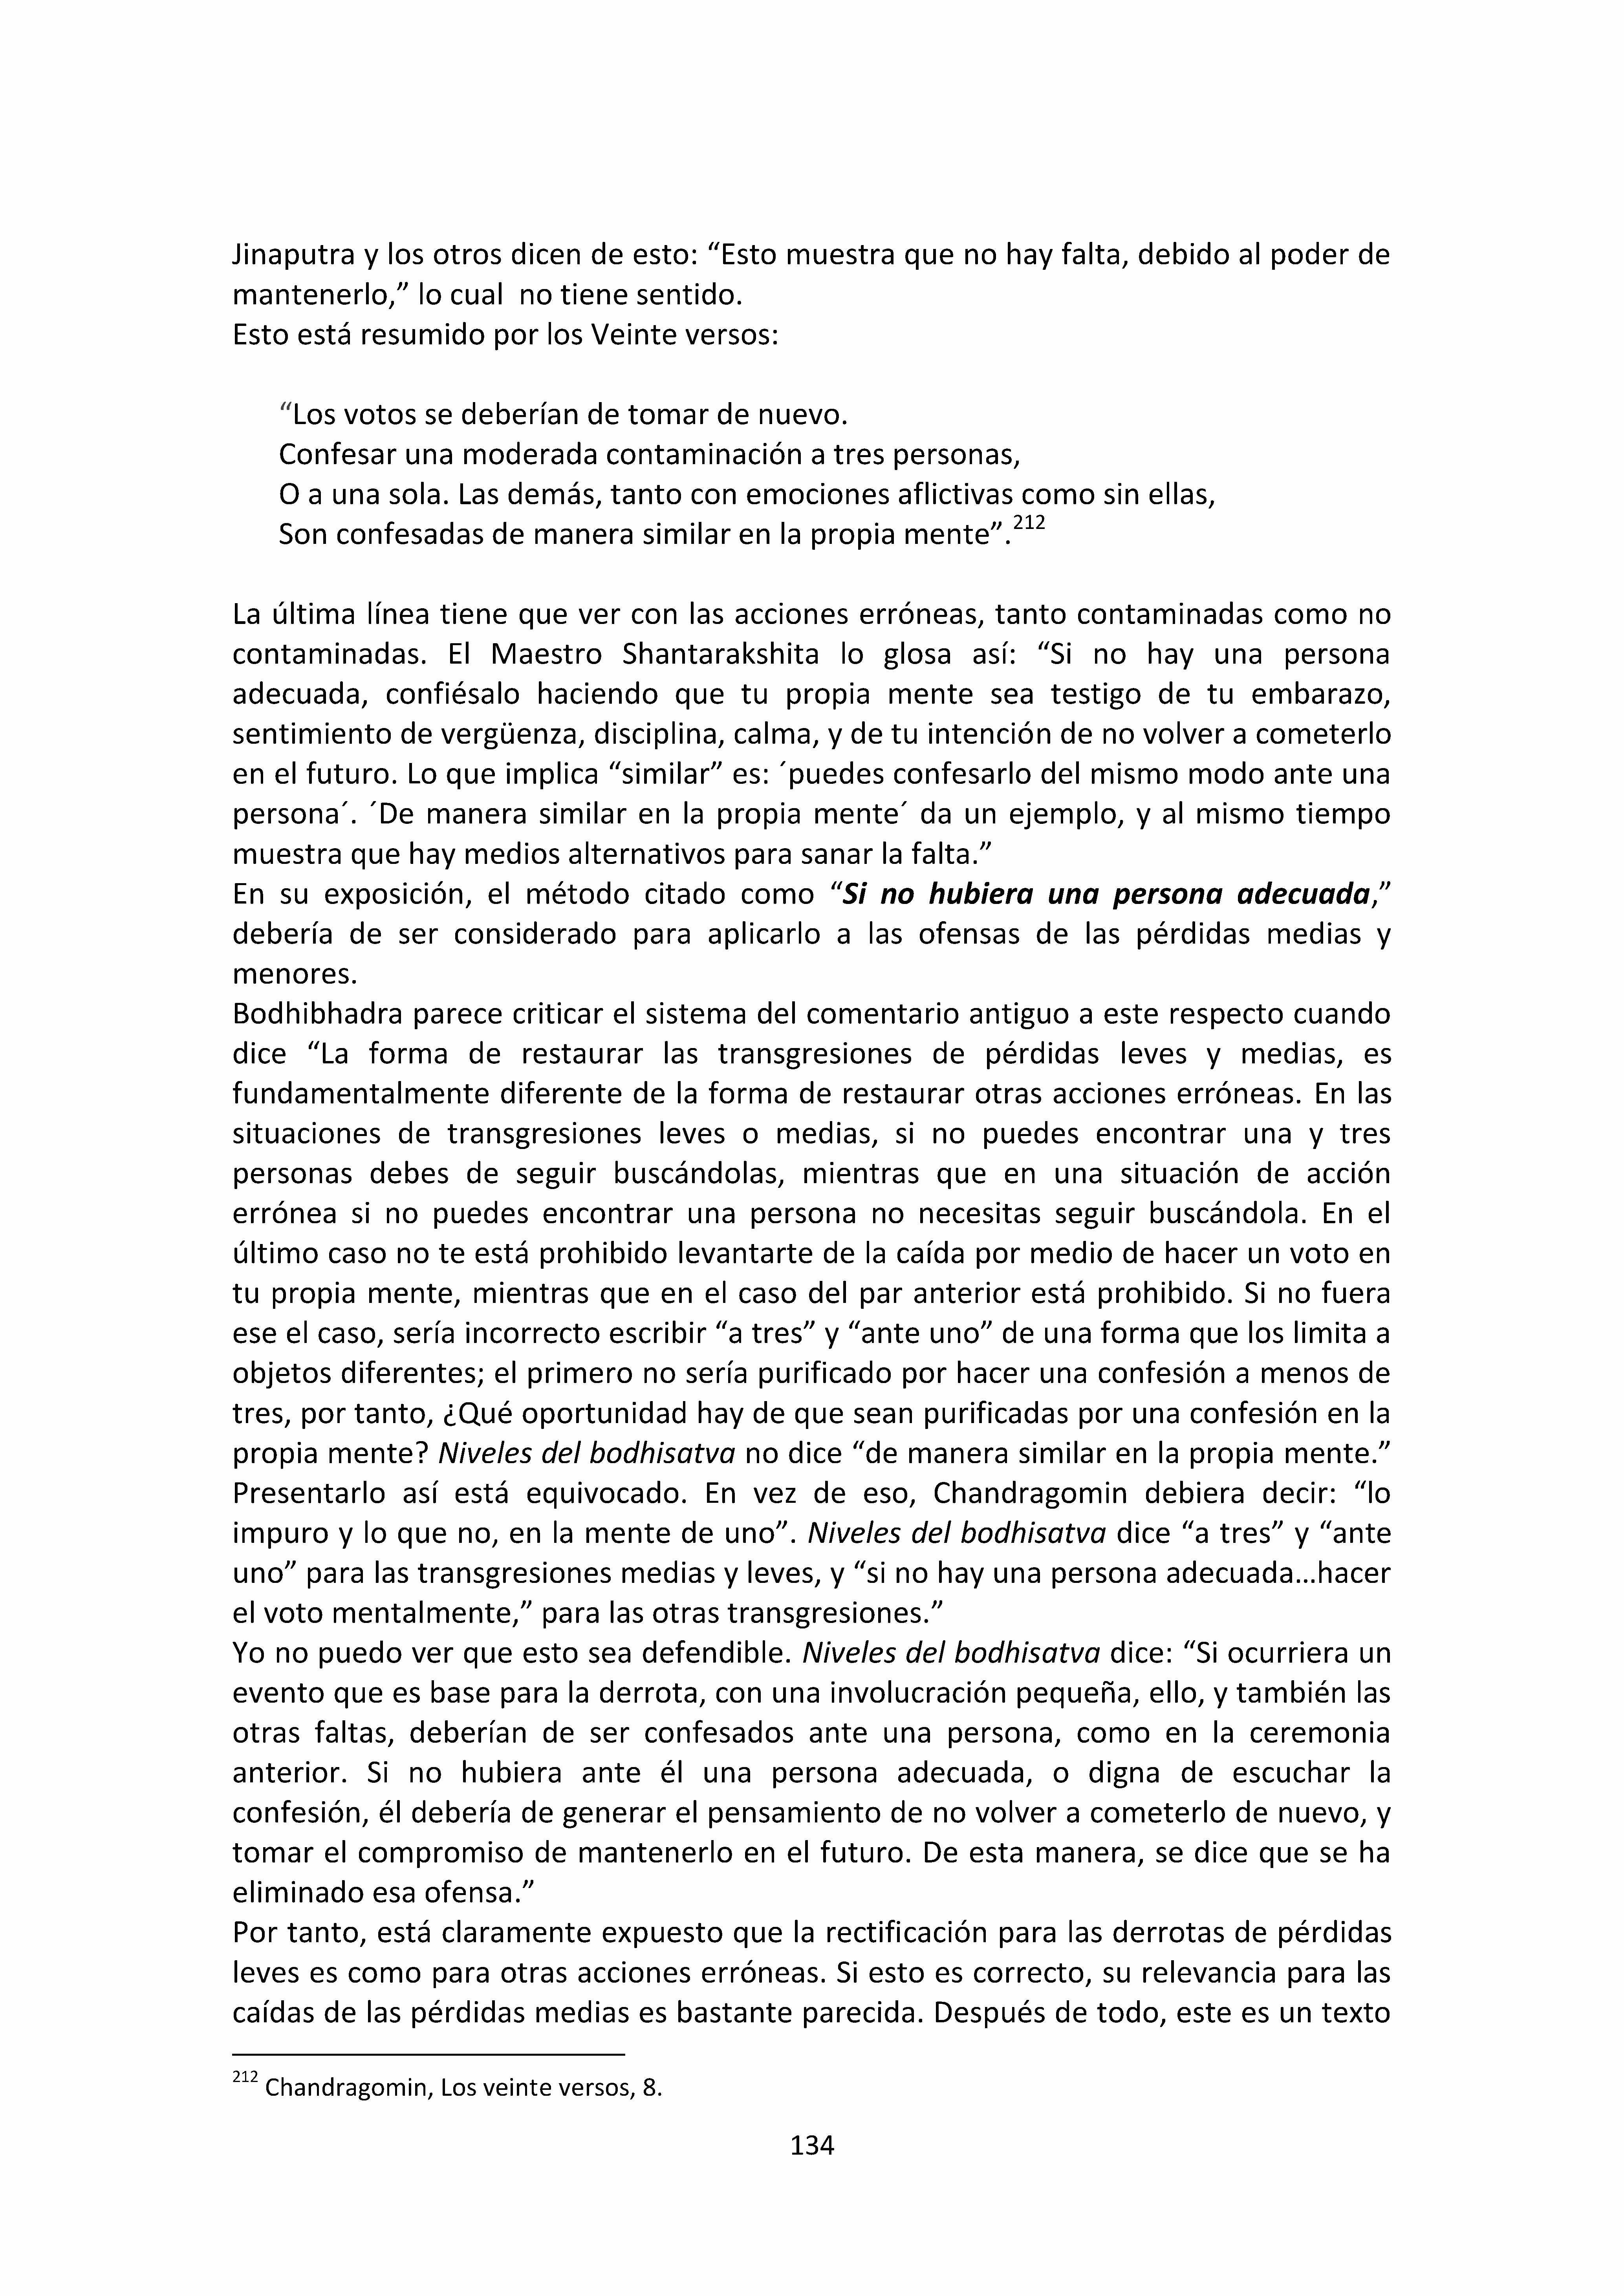 Jinaputra y los otros dicen de esto: “Esto muestra que no hay falta, debido al poder de
mantenerlo,” lo cual  no tiene sentido.
Esto está resumido por los Veinte versos:
“Los votos se deberían de tomar de nuevo.
Confesar una moderada contaminación a tres personas,
O a una sola. Las demás, tanto con emociones aflictivas como sin ellas,
Son confesadas de manera similar en la propia mente”.²¹²
La última línea tiene que ver con las acciones erróneas, tanto contaminadas como no
contaminadas. El Maestro Shantarakshita lo glosa así: “Si no hay una persona
adecuada, confiésalo haciendo que tu propia mente sea testigo de tu embarazo,
sentimiento de vergüenza, disciplina, calma, y de tu intención de no volver a cometerlo
en el futuro. Lo que implica “similar” es: ´puedes confesarlo del mismo modo ante una
persona´. ´De manera similar en la propia mente´ da un ejemplo, y al mismo tiempo
muestra que hay medios alternativos para sanar la falta.”
En su exposición, el método citado como “Si no hubiera una persona adecuada,”
debería de ser considerado para aplicarlo a las ofensas de las pérdidas medias y
menores.
Bodhibhadra parece criticar el sistema del comentario antiguo a este respecto cuando
dice “La forma de restaurar las transgresiones de pérdidas leves y medias, es
fundamentalmente diferente de la forma de restaurar otras acciones erróneas. En las
situaciones de transgresiones leves o medias, si no puedes encontrar una y tres
personas debes de seguir buscándolas, mientras que en una situación de acción
errónea si no puedes encontrar una persona no necesitas seguir buscándola. En el
último caso no te está prohibido levantarte de la caída por medio de hacer un voto en
tu propia mente, mientras que en el caso del par anterior está prohibido. Si no fuera
ese el caso, sería incorrecto escribir “a tres” y “ante uno” de una forma que los limita a
objetos diferentes; el primero no sería purificado por hacer una confesión a menos de
tres, por tanto, ¿Qué oportunidad hay de que sean purificadas por una confesión en la
propia mente? Niveles del bodhisatva no dice “de manera similar en la propia mente.”
Presentarlo así está equivocado. En vez de eso, Chandragomin debiera decir: “lo
impuro y lo que no, en la mente de uno”. Niveles del bodhisatva dice “a tres” y “ante
uno” para las transgresiones medias y leves, y “si no hay una persona adecuada…hacer
el voto mentalmente,” para las otras transgresiones.”
Yo no puedo ver que esto sea defendible. Niveles del bodhisatva dice: “Si ocurriera un
evento que es base para la derrota, con una involucración pequeña, ello, y también las
otras faltas, deberían de ser confesados ante una persona, como en la ceremonia
anterior. Si no hubiera ante él una persona adecuada, o digna de escuchar la
confesión, él debería de generar el pensamiento de no volver a cometerlo de nuevo, y
tomar el compromiso de mantenerlo en el futuro. De esta manera, se dice que se ha
eliminado esa ofensa.”
Por tanto, está claramente expuesto que la rectificación para las derrotas de pérdidas
leves es como para otras acciones erróneas. Si esto es correcto, su relevancia para las
caídas de las pérdidas medias es bastante parecida. Después de todo, este es un texto
²¹² Chandragomin, Los veinte versos, 8.
134